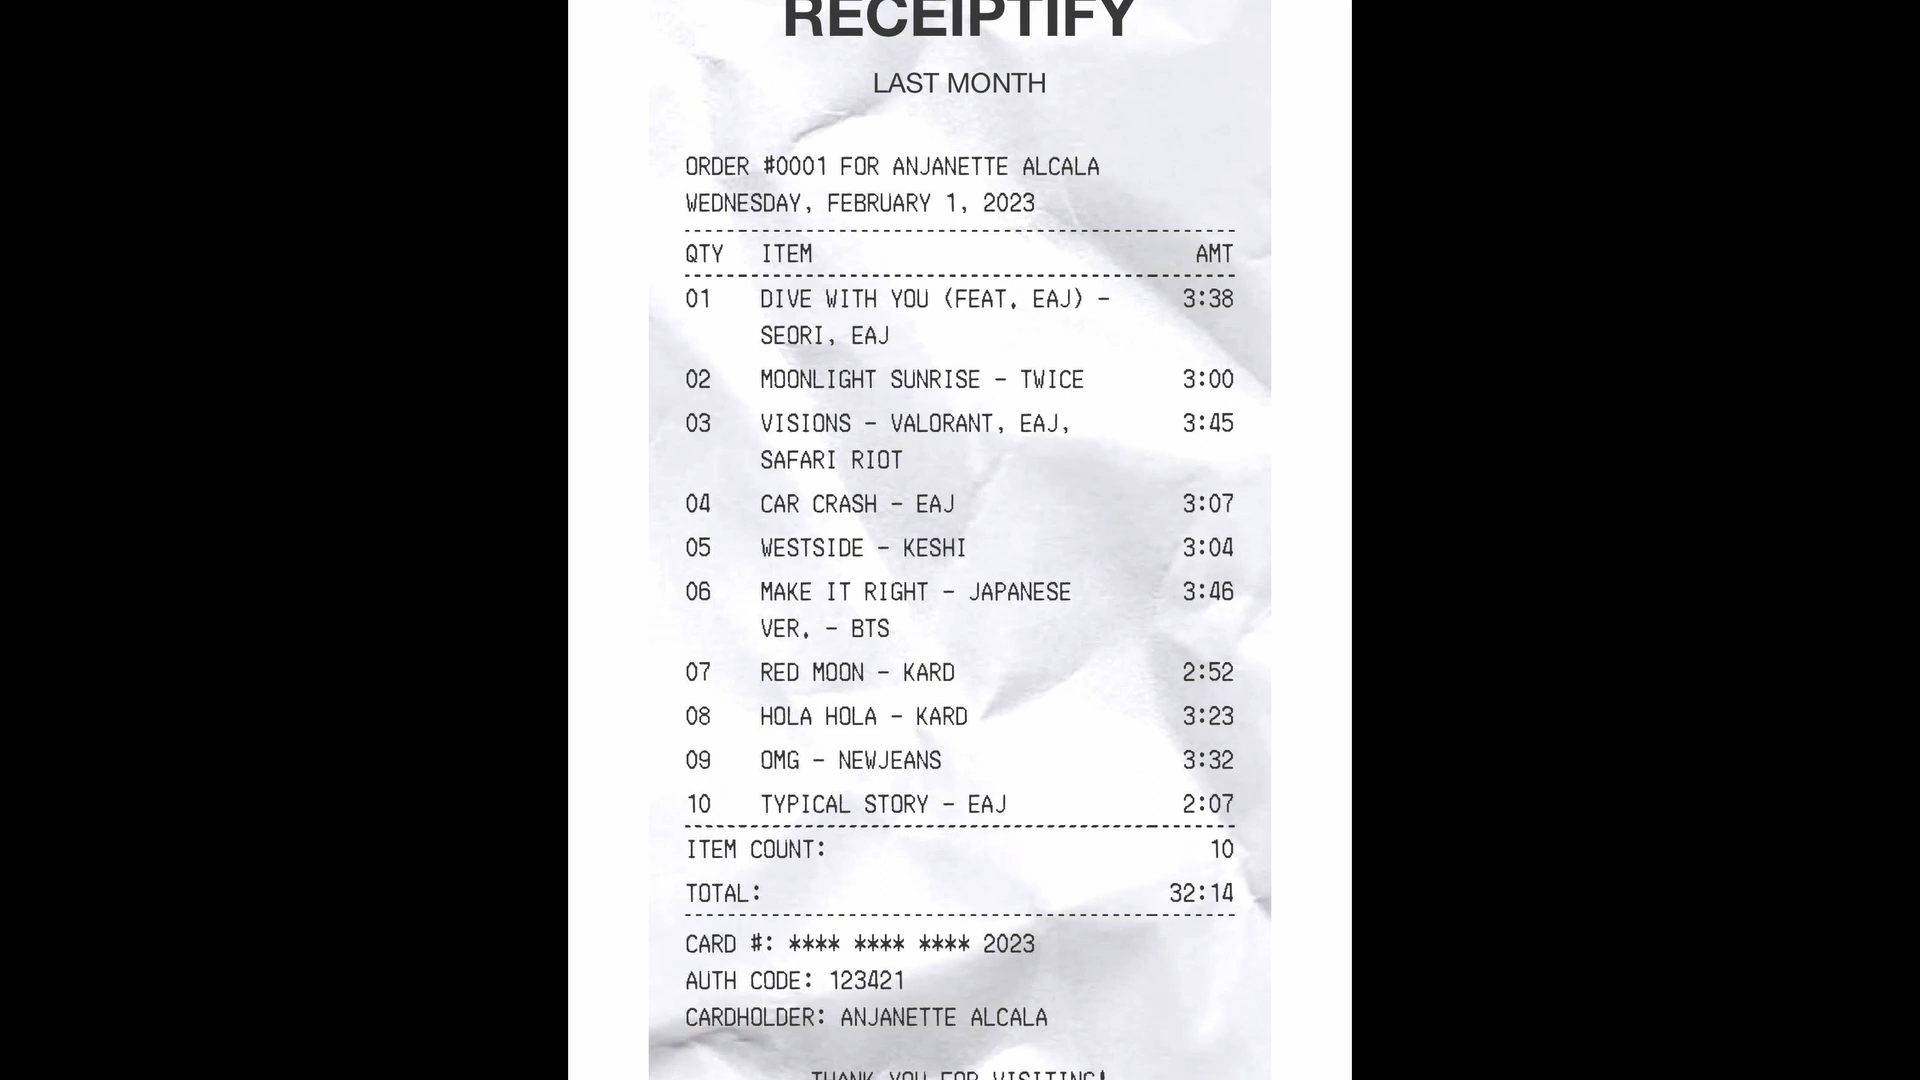 RECEIPTIFY
LAST MONTH
ORDER #0001 FOR ANJANETTE ALCALA
WEDNESDAY, FEBRUARY 1, 2023
QTY ITEM AMT
01 DIVE WITH YOU (FEAT. EAJ) - 3:38
SEORI, EAJ
02 MOONLIGHT SUNRISE - TWICE 3:00
03 VISIONS - VALORANT, EAJ, 3:45
SAFARI RIOT
04 CAR CRASH - EAJ 3:07
05 WESTSIDE - KESHI 3:04
06 MAKE IT RIGHT - JAPANESE 3:46
VER. - BTS
07 RED MOON - KARD 2:52
08 HOLA HOLA - KARD 3:23
09 OMG - NEWJEANS 3:32
10 TYPICAL STORY - EAJ 2:07
ITEM COUNT: 10
TOTAL: 32:14
CARD #: **** **** **** 2023
AUTH CODE: 123421
CARDHOLDER: ANJANETTE ALCALA
THANK YOU FOR VISITING!